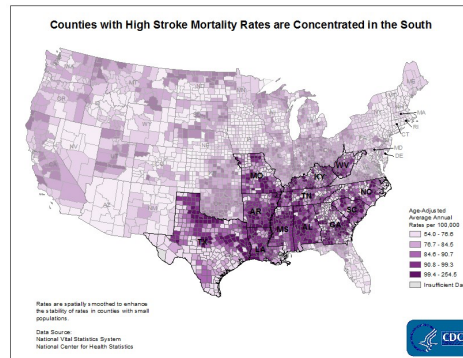 Counties with High Stroke Mortality Rates are Concentrated in the South
MA
RI
CT
MD
DE
MO
KY
WV
TN
NC
AR
SC
MS
AL
GA
TX
LA
Age-Adjusted
Average Annual
Rates per 100,000
54.0 - 76.6
76.7 - 84.5
84.6 - 90.7
90.8 - 99.3
99.4 - 254.5
Insufficient Da
Rates are spatially smoothed to enhance
the stability of rates in counties with small
populations.
Data Source:
National Vital Statistics System
National Center for Health Statistics
CDC